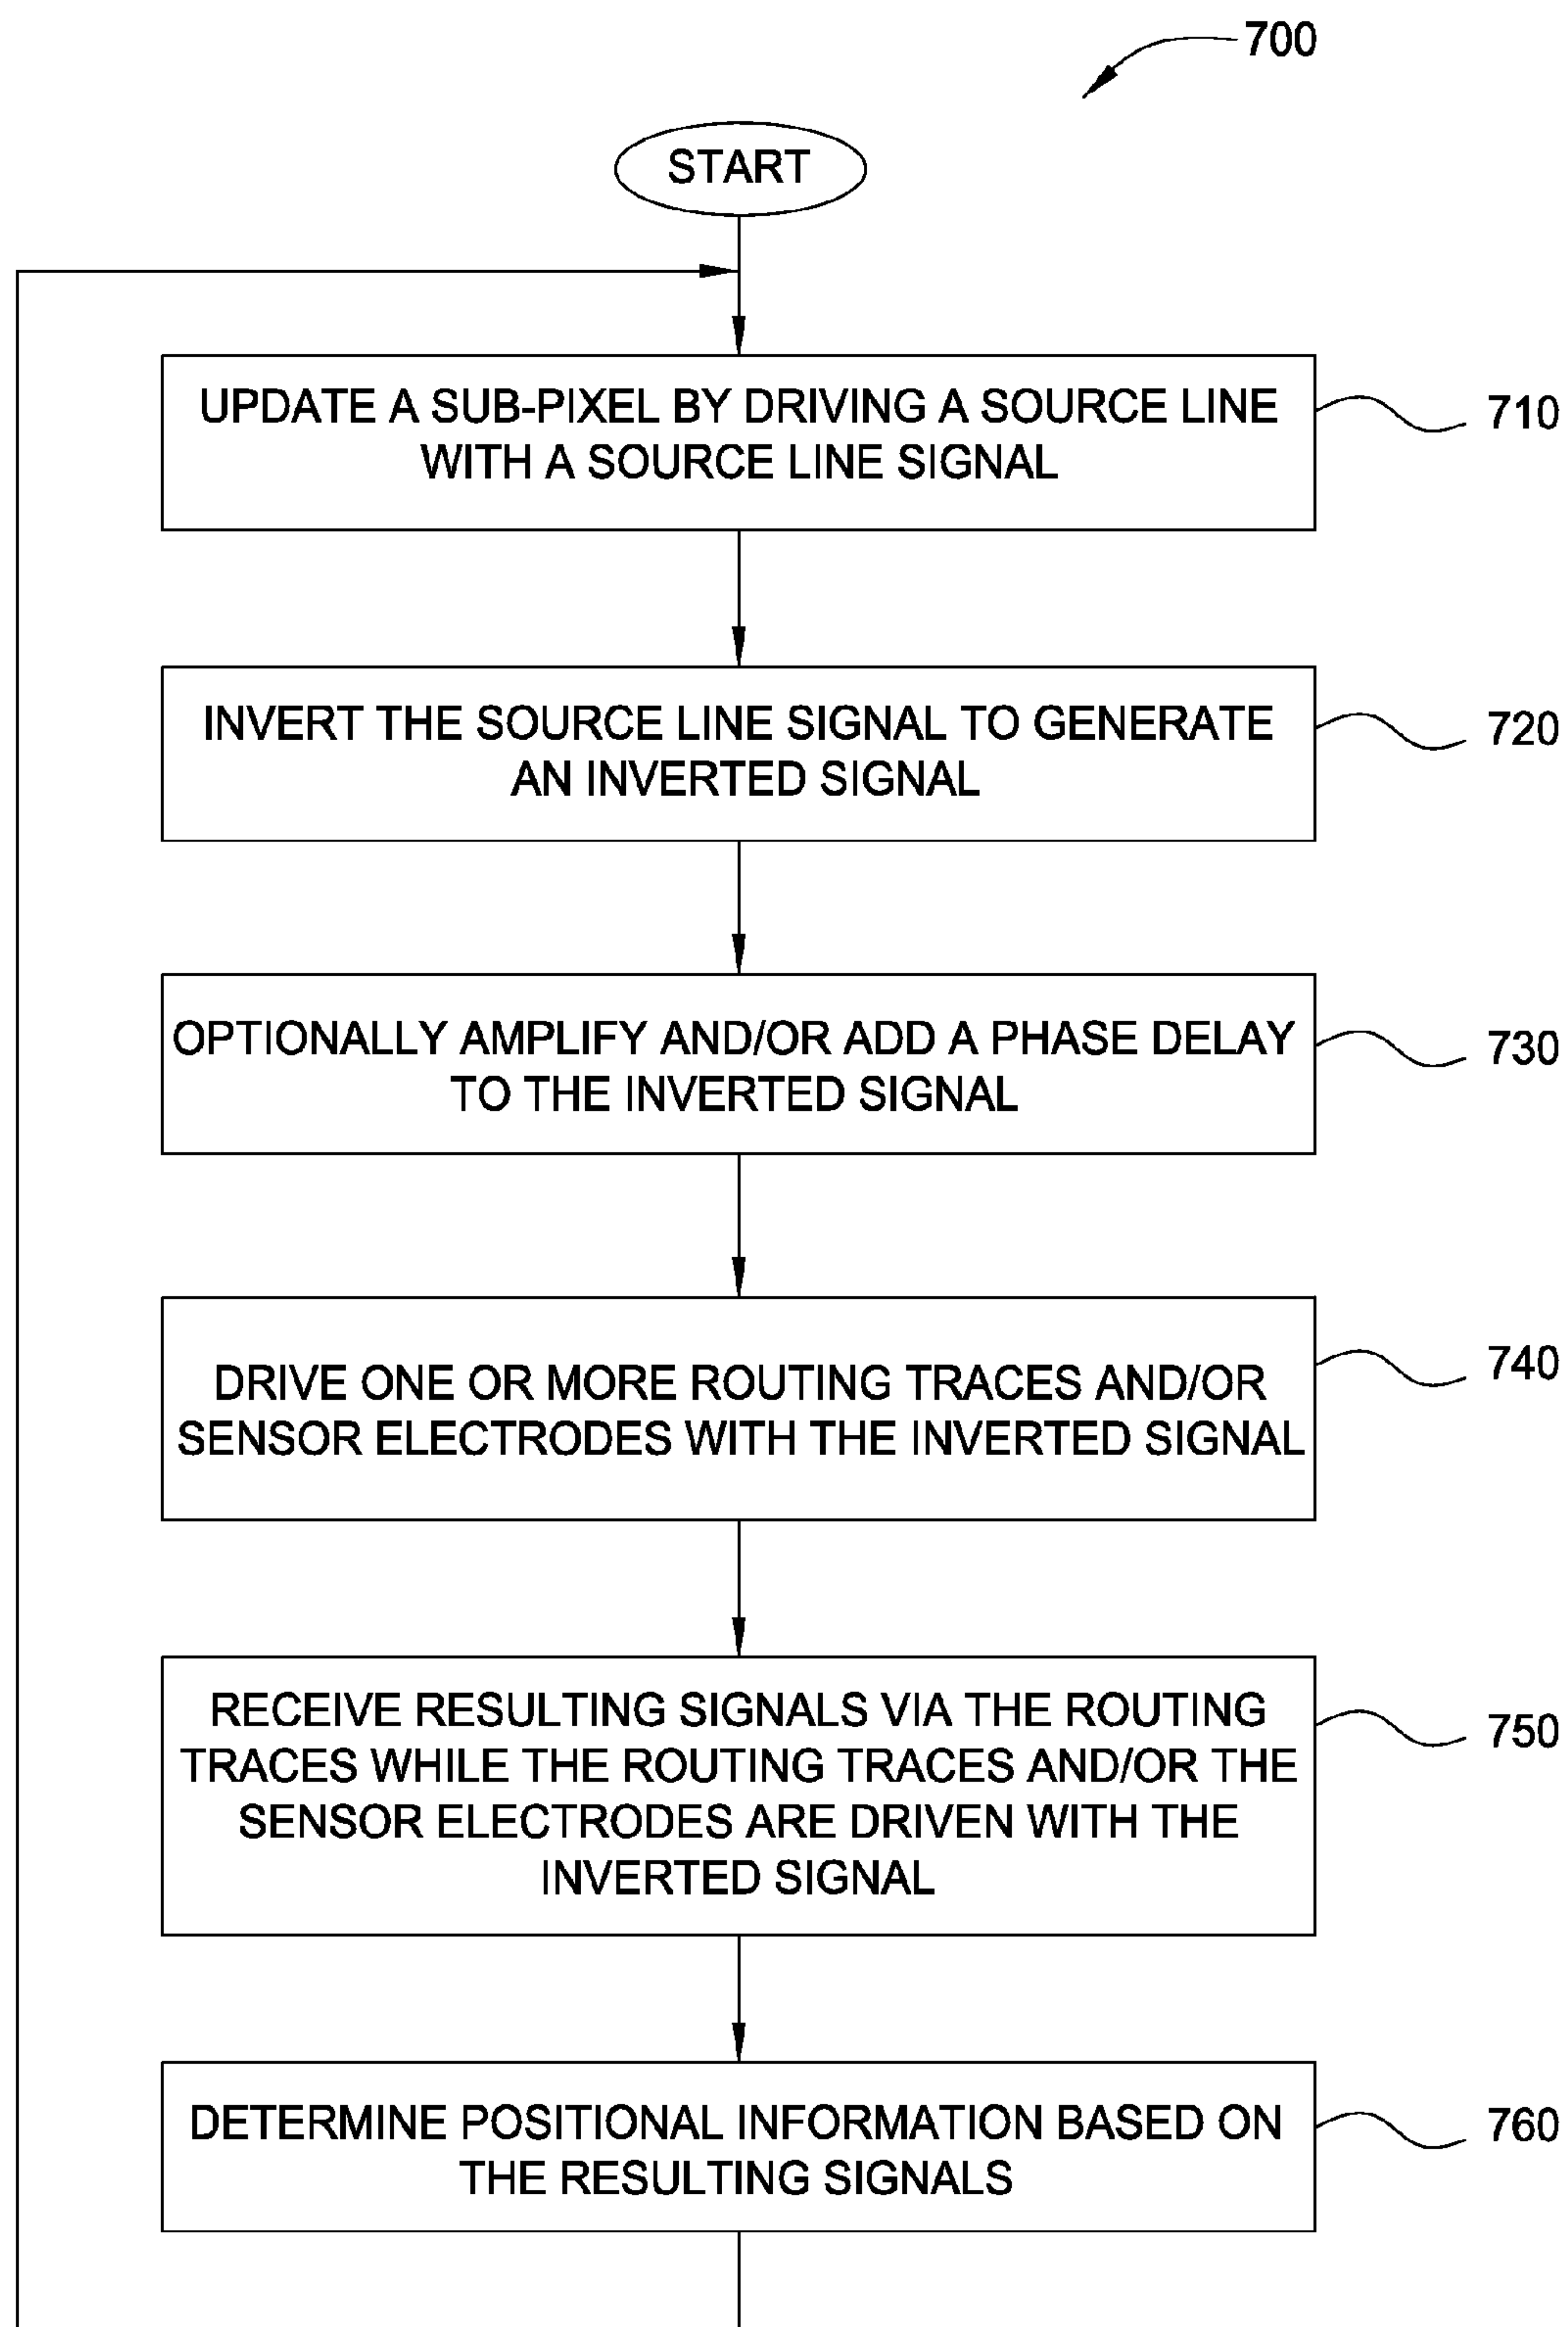 700
START
UPDATE A SUB-PIXEL BY DRIVING A SOURCE LINE
WITH A SOURCE LINE SIGNAL
710
INVERT THE SOURCE LINE SIGNAL TO GENERATE
AN INVERTED SIGNAL
720
OPTIONALLY AMPLIFY AND/OR ADD A PHASE DELAY
TO THE INVERTED SIGNAL
730
DRIVE ONE OR MORE ROUTING TRACES AND/OR
SENSOR ELECTRODES WITH THE INVERTED SIGNAL
740
RECEIVE RESULTING SIGNALS VIA THE ROUTING
TRACES WHILE THE ROUTING TRACES AND/OR THE
SENSOR ELECTRODES ARE DRIVEN WITH THE
INVERTED SIGNAL
750
DETERMINE POSITIONAL INFORMATION BASED ON
THE RESULTING SIGNALS
760